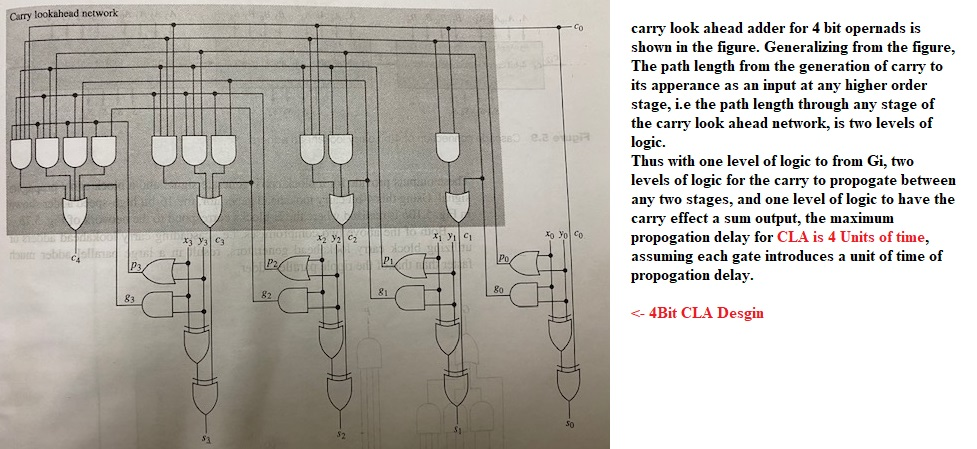 Carry lookahead network
c0
x3 y3 c3
x2 y2 c2
x1 y1 c1
x0 y0 c0
c4
P3
P2
P1
P0
g3
g2
g1
g0
s3
s2
s1
s0
carry look ahead adder for 4 bit opernads is
shown in the figure. Generalizing from the figure,
The path length from the generation of carry to
its apperance as an input at any higher order
stage, i.e the path length through any stage of
the carry look ahead network, is two levels of
logic.
Thus with one level of logic to from Gi, two
levels of logic for the carry to propogate between
any two stages, and one level of logic to have the
carry effect a sum output, the maximum
propogation delay for CLA is 4 Units of time,
assuming each gate introduces a unit of time of
propogation delay.
<- 4Bit CLA Desgin